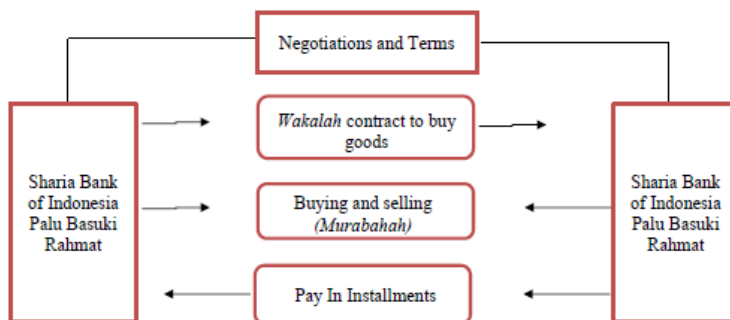 Negotiations and Terms
Wakalah contract to buy
goods
Sharia Bank
of Indonesia
Palu Basuki
Rahmat
Buying and selling
(Murabahah)
Sharia Bank
of Indonesia
Palu Basuki
Rahmat
Pay In Installments